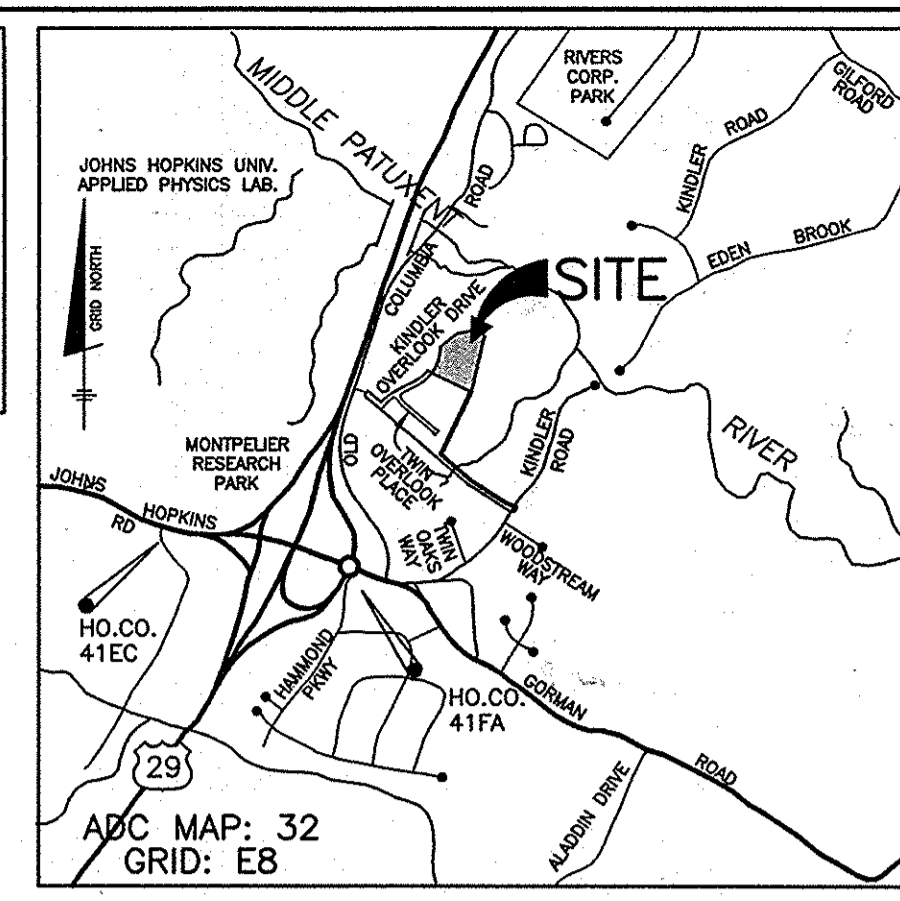 RIVERS
CORP.
PARK
GILFORD
ROAD
MIDDLE PATUXENT
JOHNS HOPKINS UNIV.
APPLIED PHYSICS LAB.
ROAD
KINDLER
ROAD
GRID NORTH
COLUMBIA
KINDLER
OVERLOOK DRIVE
SITE
EDEN
BROOK
OLD
TWIN
OVERLOOK
PLACE
KINDLER
ROAD
RIVER
MONTPELIER
RESEARCH
PARK
JOHNS
HOPKINS
RD
TWIN
OAKS
WAY
WOODSTREAM
WAY
HO.CO.
41EC
HAMMOND
PKWY
HO.CO.
41FA
GORMAN
ROAD
29
ALADDIN DRIVE
ADC MAP: 32
GRID: E8